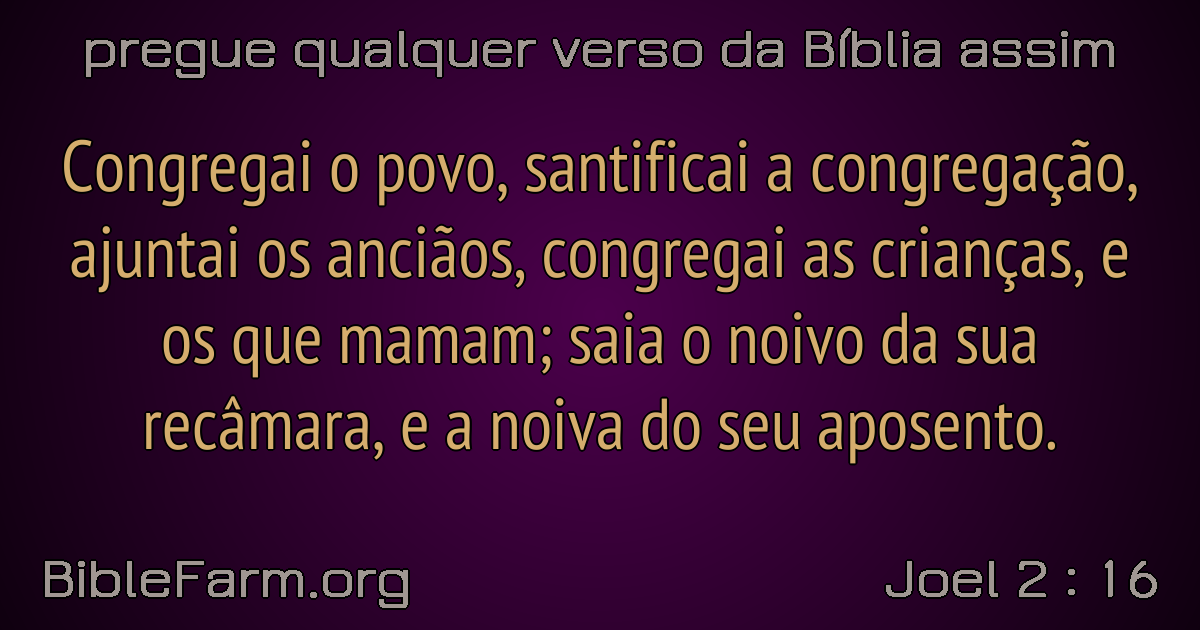 pregue qualquer verso da Bíblia assim
Congregai o povo, santificai a congregação,
ajuntai os anciãos, congregai as crianças, e
os que mamam; saia o noivo da sua
recâmara, e a noiva do seu aposento.
BibleFarm.org
Joel 2 : 16